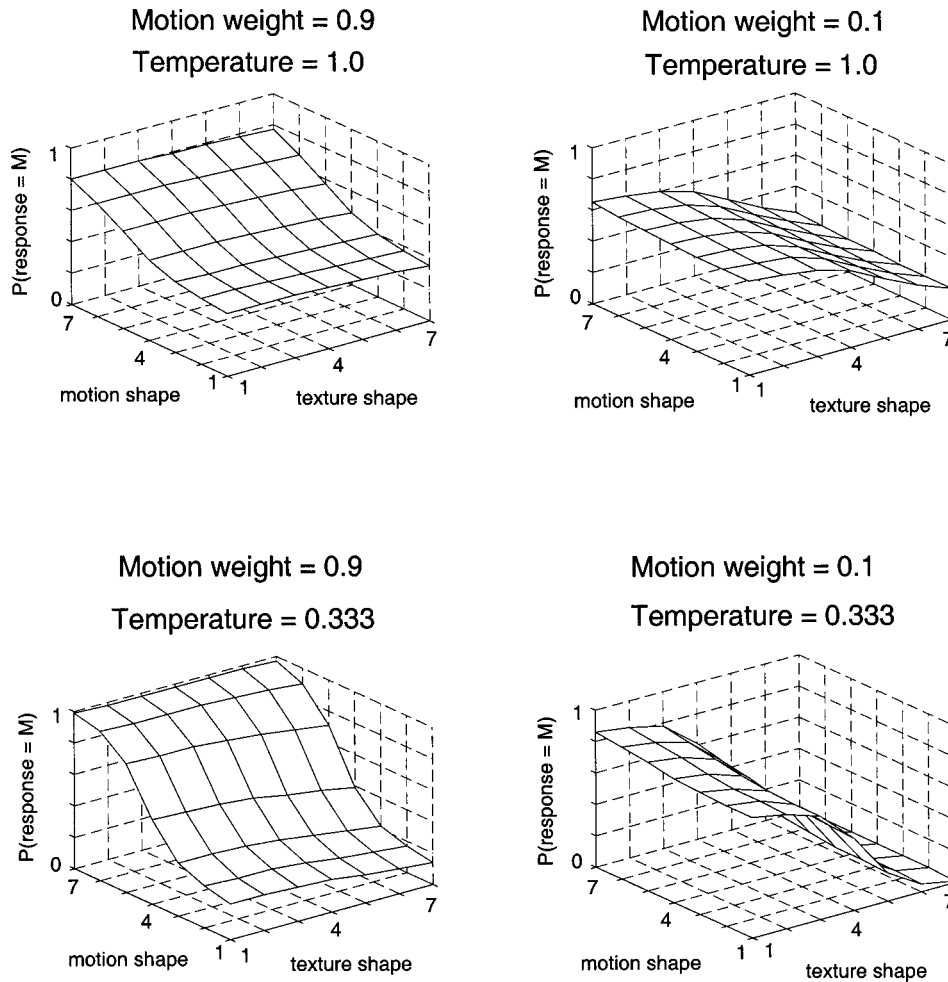 Motion weight = 0.9
Temperature = 1.0
P(response = M)
1
0
7
4
1
motion shape
1
4
7
texture shape
Motion weight = 0.1
Temperature = 1.0
P(response = M)
1
0
7
4
1
motion shape
1
4
7
texture shape
Motion weight = 0.9
Temperature = 0.333
P(response = M)
1
0
7
4
1
motion shape
1
4
7
texture shape
Motion weight = 0.1
Temperature = 0.333
P(response = M)
1
0
7
4
1
motion shape
1
4
7
texture shape